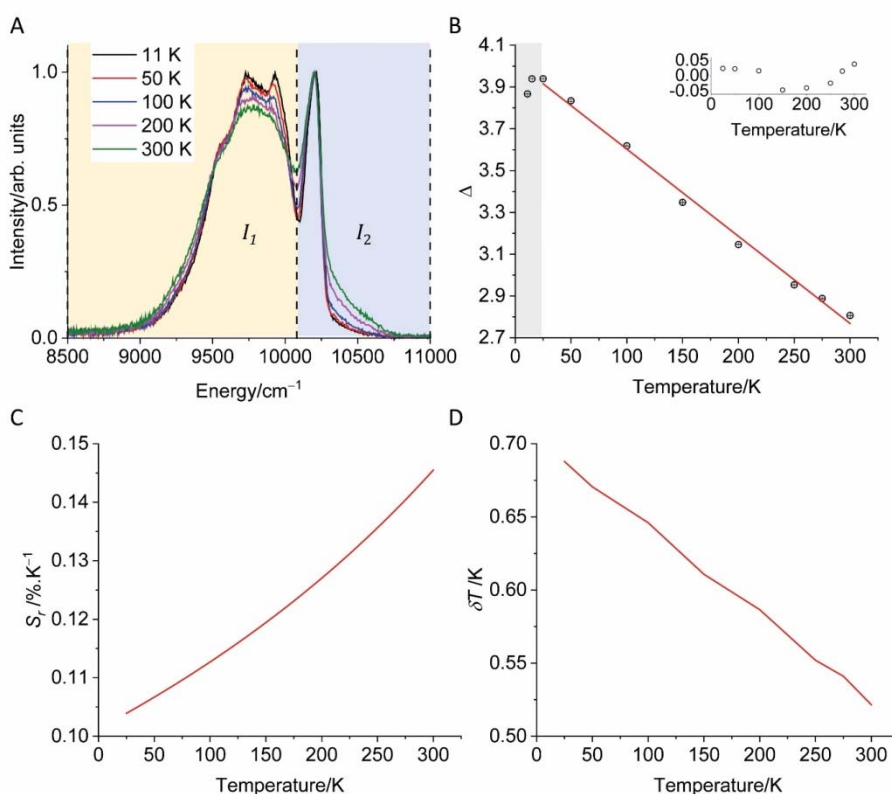 A
Intensity/arb. units
1.0
0.5
0.0
11 K
50 K
100 K
200 K
300 K
I1
I2
8500 9000 9500 10000 10500 11000
Energy/cm−1
B
Δ
4.1
3.9
3.7
3.5
3.3
3.1
2.9
2.7
0.05
0.00
-0.05
0 50 100 150 200 250 300
Temperature/K
0 50 100 150 200 250 300
Temperature/K
C
Sr /%.K−1
0.15
0.14
0.13
0.12
0.11
0.10
0 50 100 150 200 250 300
Temperature/K
D
δT /K
0.70
0.65
0.60
0.55
0.50
0 50 100 150 200 250 300
Temperature/K